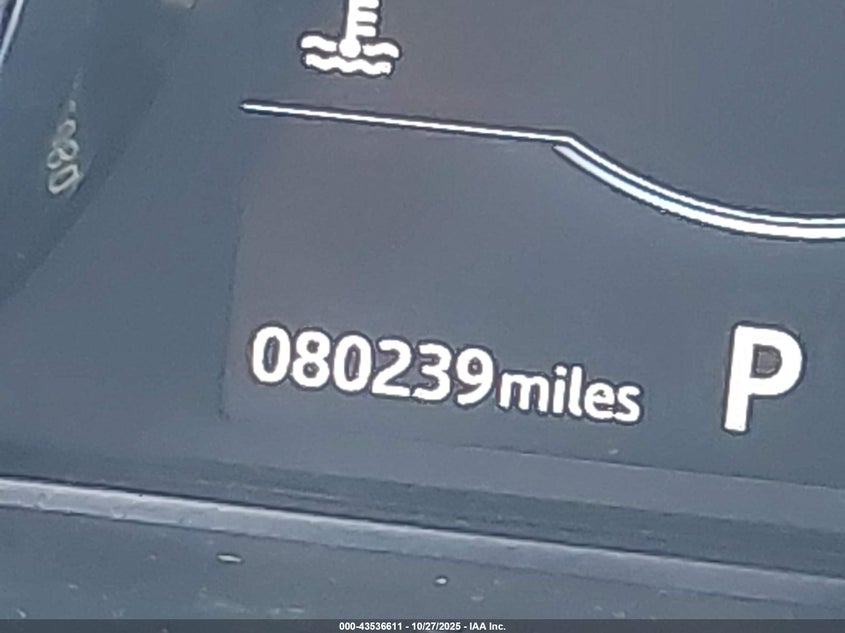 080239miles
P
000-43536611 - 10/27/2025 - IAA Inc.